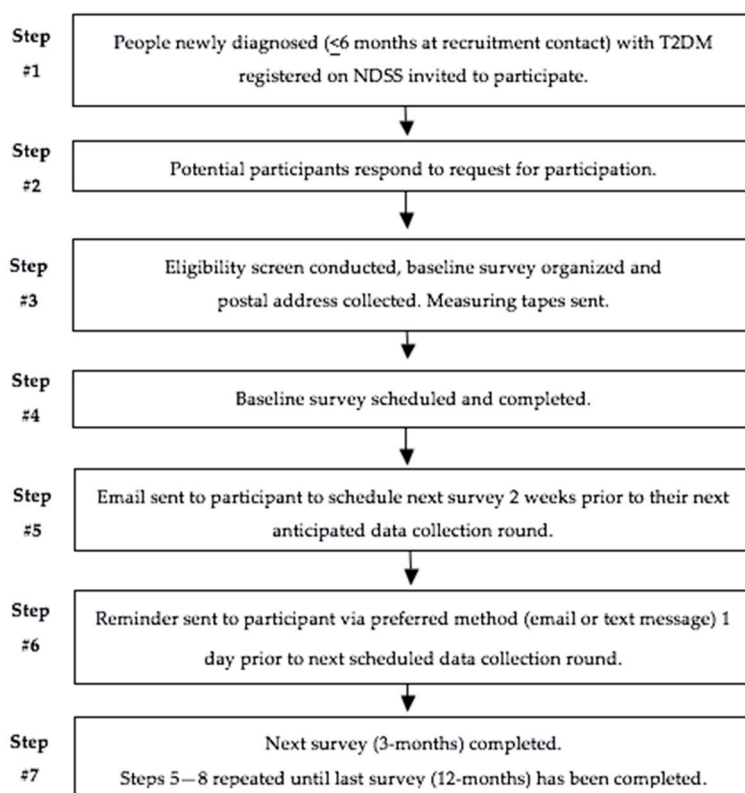 Step
#1
People newly diagnosed (≤6 months at recruitment contact) with T2DM
registered on NDSS invited to participate.
Step
#2
Potential participants respond to request for participation.
Step
#3
Eligibility screen conducted, baseline survey organized and
postal address collected. Measuring tapes sent.
Step
#4
Baseline survey scheduled and completed.
Step
#5
Email sent to participant to schedule next survey 2 weeks prior to their next
anticipated data collection round.
Step
#6
Reminder sent to participant via preferred method (email or text message) 1
day prior to next scheduled data collection round.
Step
#7
Next survey (3-months) completed.
Steps 5—8 repeated until last survey (12-months) has been completed.